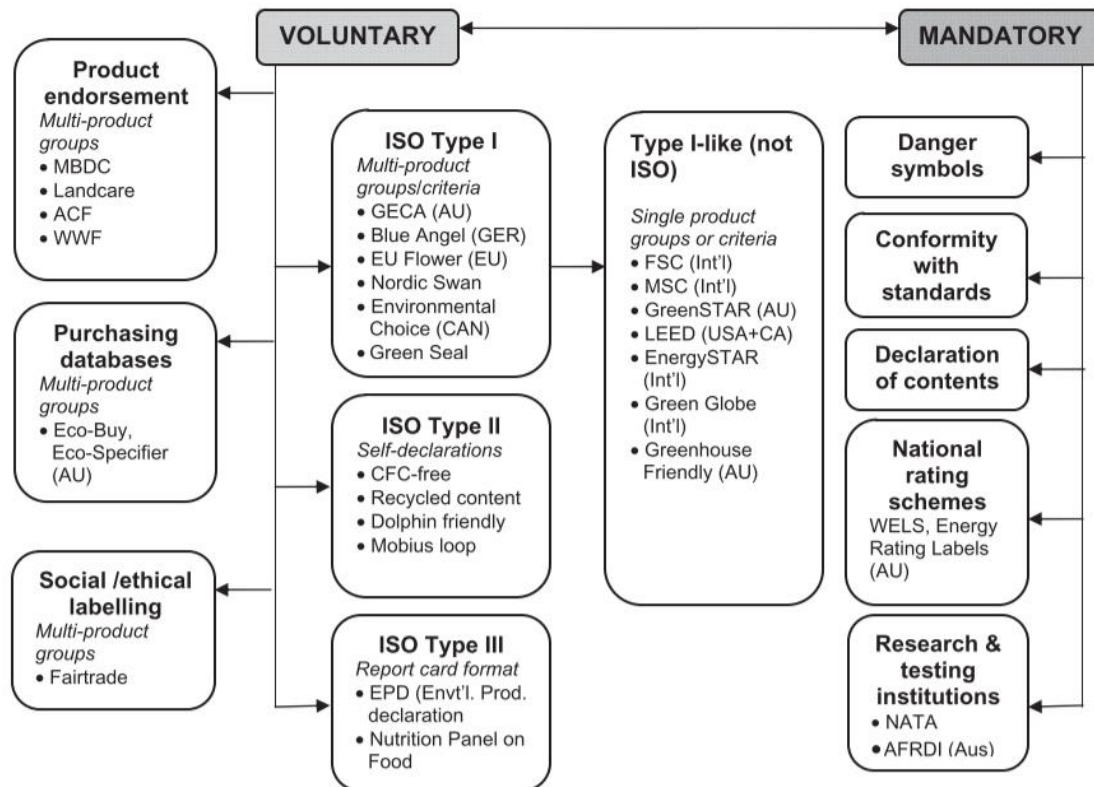 VOLUNTARY
MANDATORY
Product
endorsement
Multi-product
groups
• MBDC
• Landcare
• ACF
• WWF
Purchasing
databases
Multi-product
groups
• Eco-Buy,
Eco-Specifier
(AU)
Social /ethical
labelling
Multi-product
groups
• Fairtrade
ISO Type I
Multi-product
groups/criteria
• GECA (AU)
• Blue Angel (GER)
• EU Flower (EU)
• Nordic Swan
• Environmental
Choice (CAN)
• Green Seal
ISO Type II
Self-declarations
• CFC-free
• Recycled content
• Dolphin friendly
• Mobius loop
ISO Type III
Report card format
• EPD (Envt'l. Prod.
declaration
• Nutrition Panel on
Food
Type I-like (not
ISO)
Single product
groups or criteria
• FSC (Int'l)
• MSC (Int'l)
• GreenSTAR (AU)
• LEED (USA+CA)
• EnergySTAR
(Int'l)
• Green Globe
(Int'l)
• Greenhouse
Friendly (AU)
Danger
symbols
Conformity
with
standards
Declaration
of contents
National
rating
schemes
WELS, Energy
Rating Labels
(AU)
Research &
testing
institutions
• NATA
• AFRDI (Aus)